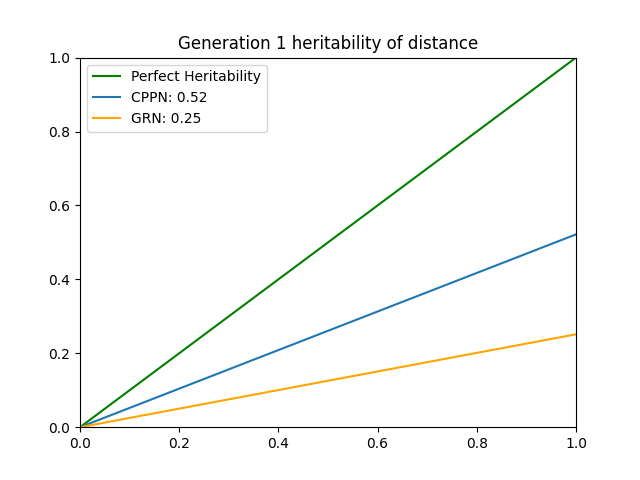 Generation 1 heritability of distance
Perfect Heritability
CPPN: 0.52
GRN: 0.25
1.0
0.8
0.6
0.4
0.2
0.0
0.0 0.2 0.4 0.6 0.8 1.0